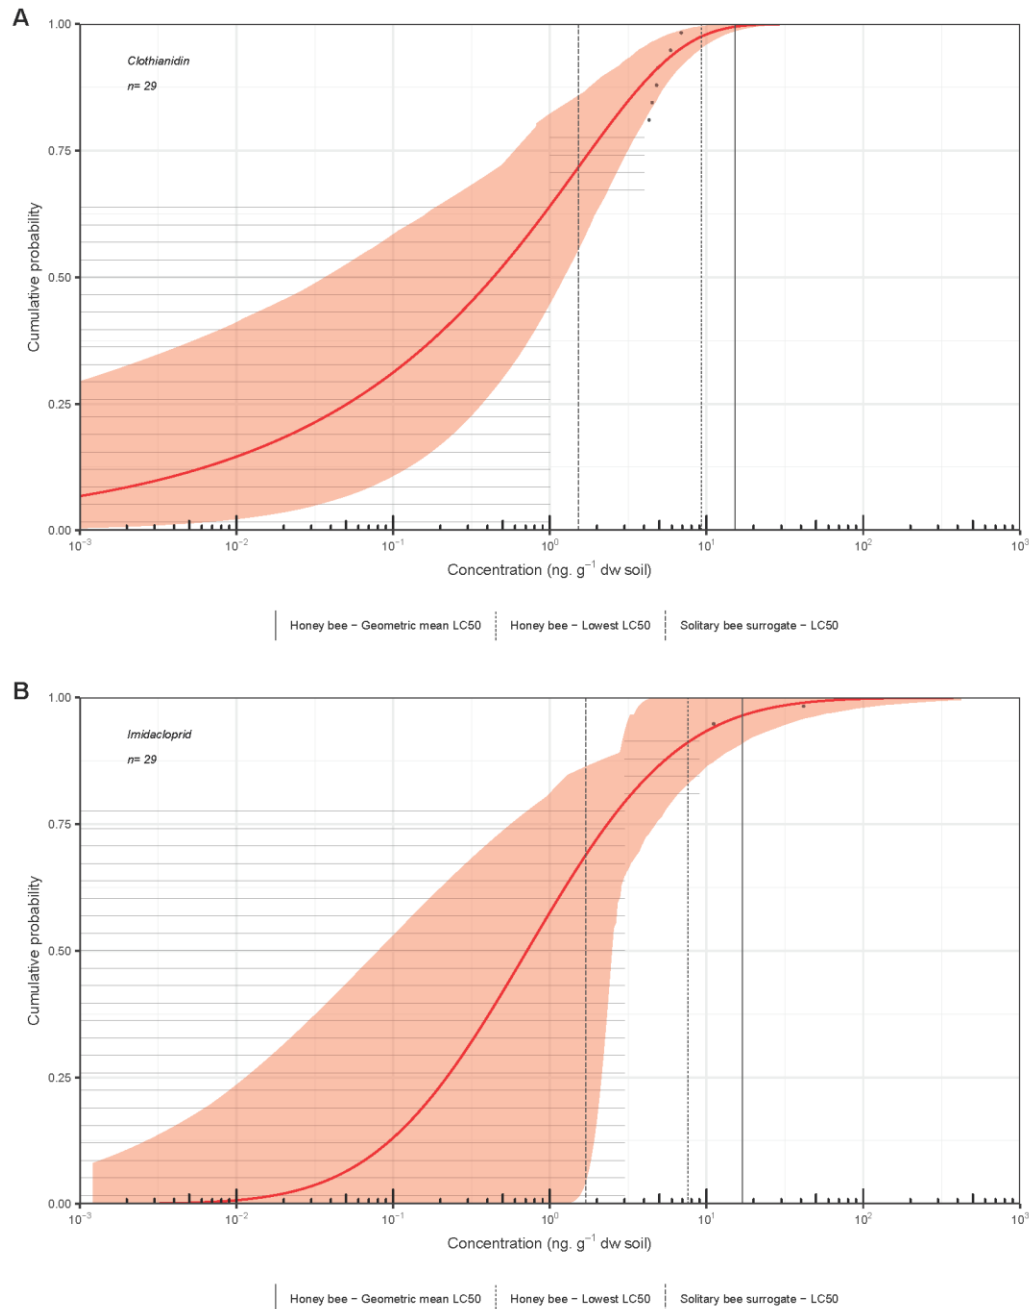 A
Clothianidin
n= 29
1.00
0.75
0.50
0.25
0.00
Cumulative probability
10⁻³ 10⁻² 10⁻¹ 10⁰ 10¹ 10² 10³
Concentration (ng. g⁻¹ dw soil)
Honey bee − Geometric mean LC50 Honey bee − Lowest LC50 Solitary bee surrogate − LC50
B
Imidacloprid
n= 29
1.00
0.75
0.50
0.25
0.00
Cumulative probability
10⁻³ 10⁻² 10⁻¹ 10⁰ 10¹ 10² 10³
Concentration (ng. g⁻¹ dw soil)
Honey bee − Geometric mean LC50 Honey bee − Lowest LC50 Solitary bee surrogate − LC50